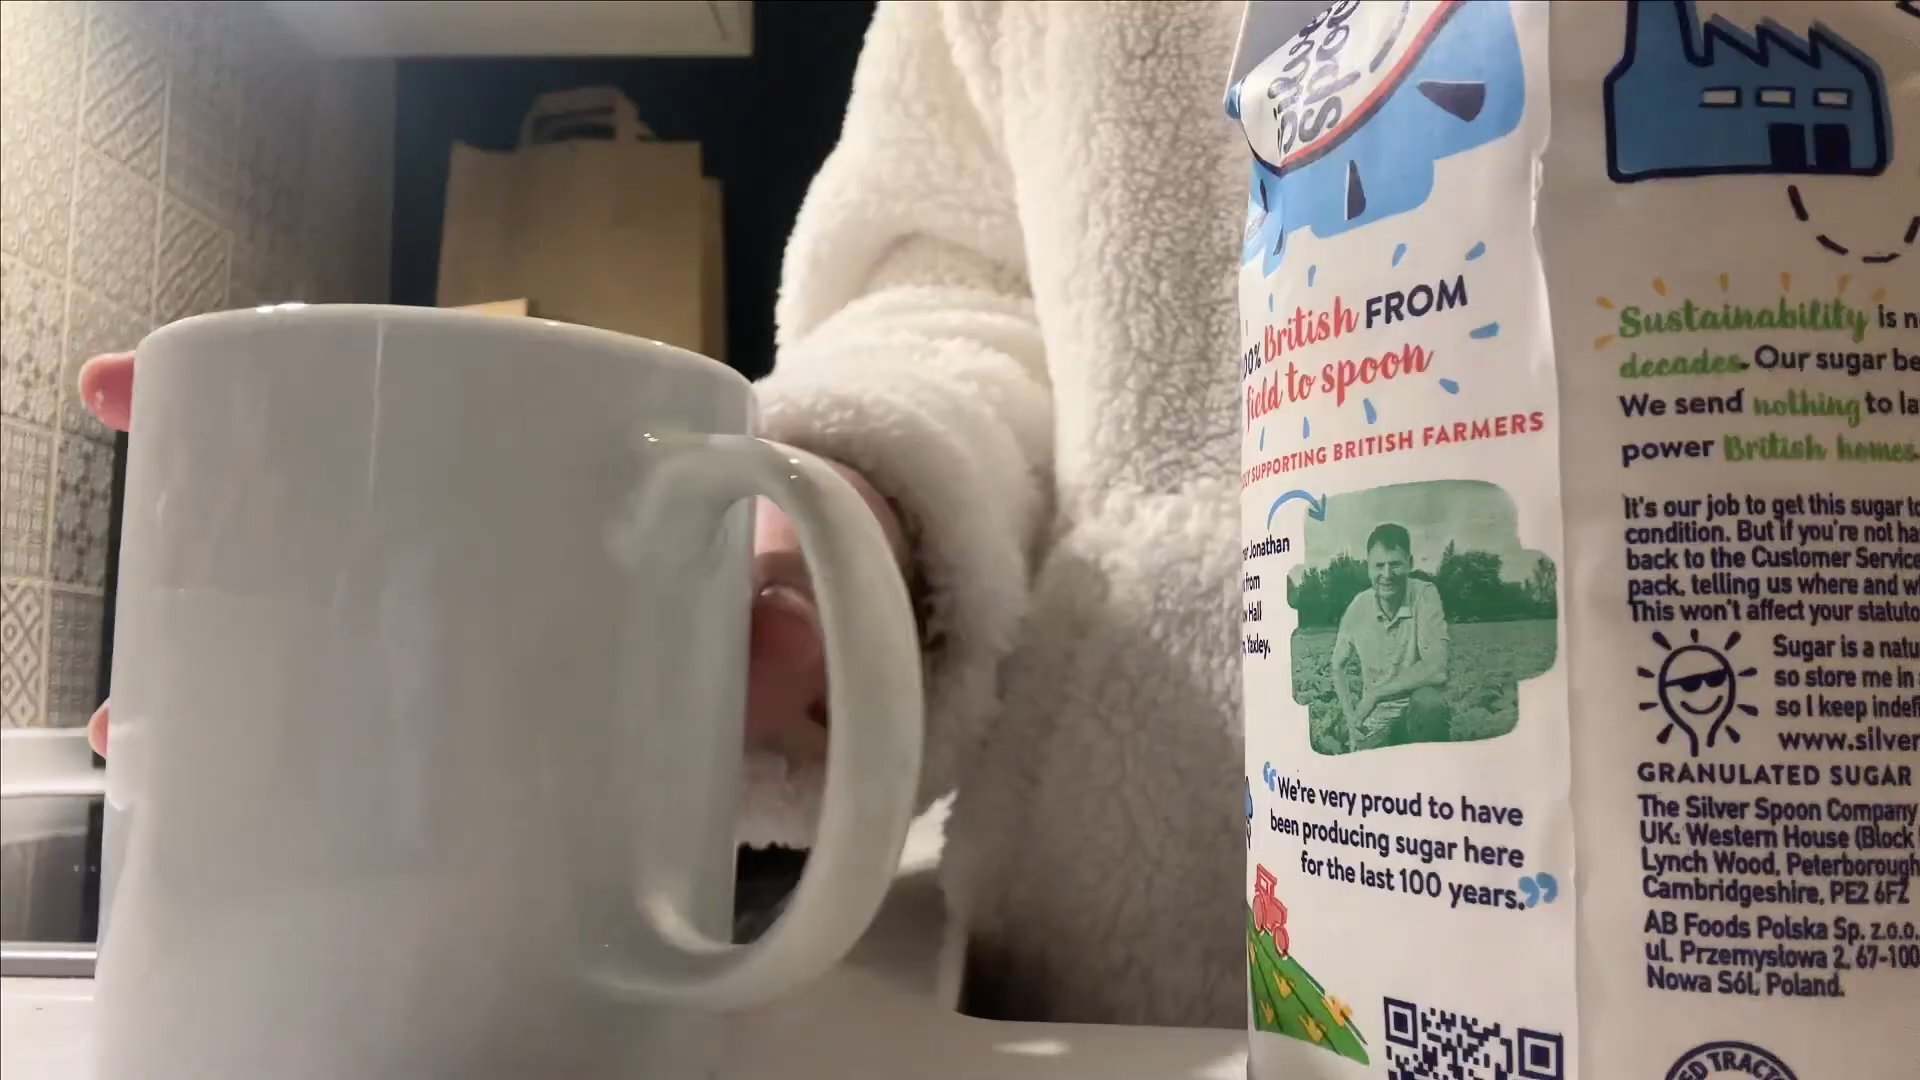 Silver
Spoon
British FROM
field to spoon
SUPPORTING BRITISH FARMERS
Jonathan
from
Hall
Yaxley.
“We're very proud to have
been producing sugar here
for the last 100 years.”
Sustainability is
decades. Our sugar
We send nothing to
power British homes.
It's our job to get this sugar
condition. But if you're not
back to the Customer Service
pack, telling us where and
This won't affect your
Sugar is a
so store me in
so I keep
www.silver
GRANULATED SUGAR
The Silver Spoon Company
UK: Western House (Block
Lynch Wood, Peterborough
Cambridgeshire, PE2 6FZ
AB Foods Polska Sp. z.o.o.
ul. Przemysłowa 2, 67-100
Nowa Sól, Poland.